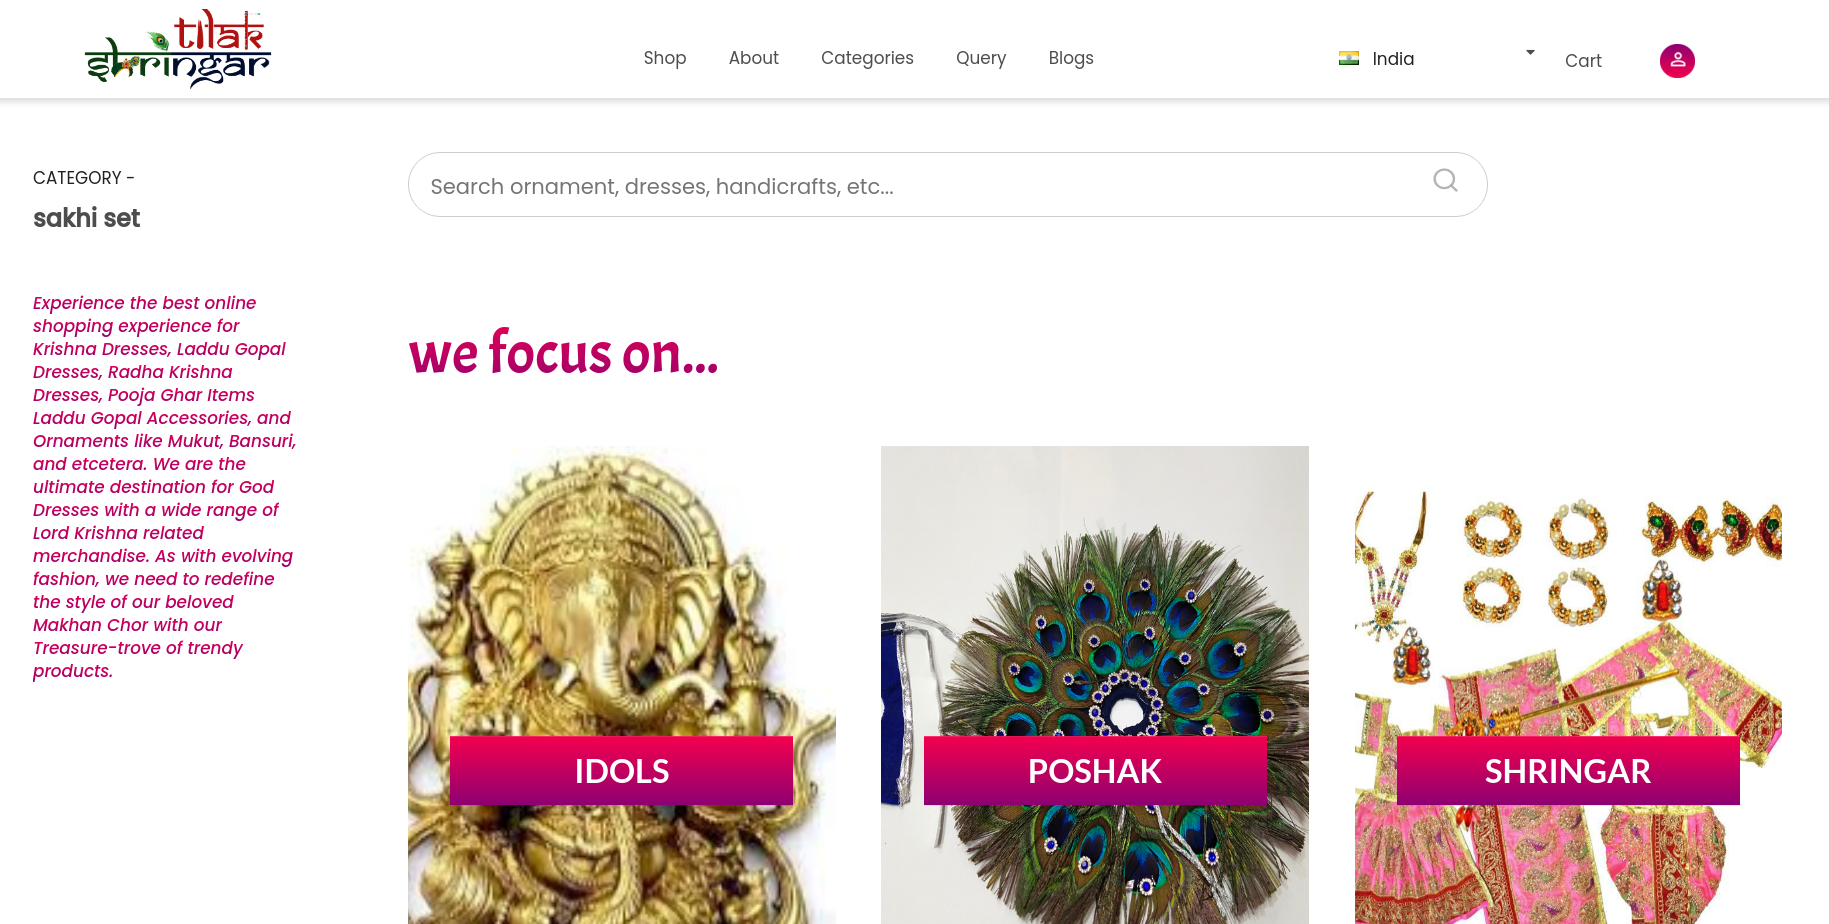 tilak
shringar
Shop
About
Categories
Query
Blogs
India
Cart
CATEGORY -
sakhi set
Search ornament, dresses, handicrafts, etc...
Experience the best online
shopping experience for
Krishna Dresses, Laddu Gopal
Dresses, Radha Krishna
Dresses, Pooja Ghar Items
Laddu Gopal Accessories, and
Ornaments like Mukut, Bansuri,
and etcetera. We are the
ultimate destination for God
Dresses with a wide range of
Lord Krishna related
merchandise. As with evolving
fashion, we need to redefine
the style of our beloved
Makhan Chor with our
Treasure-trove of trendy
products.
we focus on...
IDOLS
POSHAK
SHRINGAR